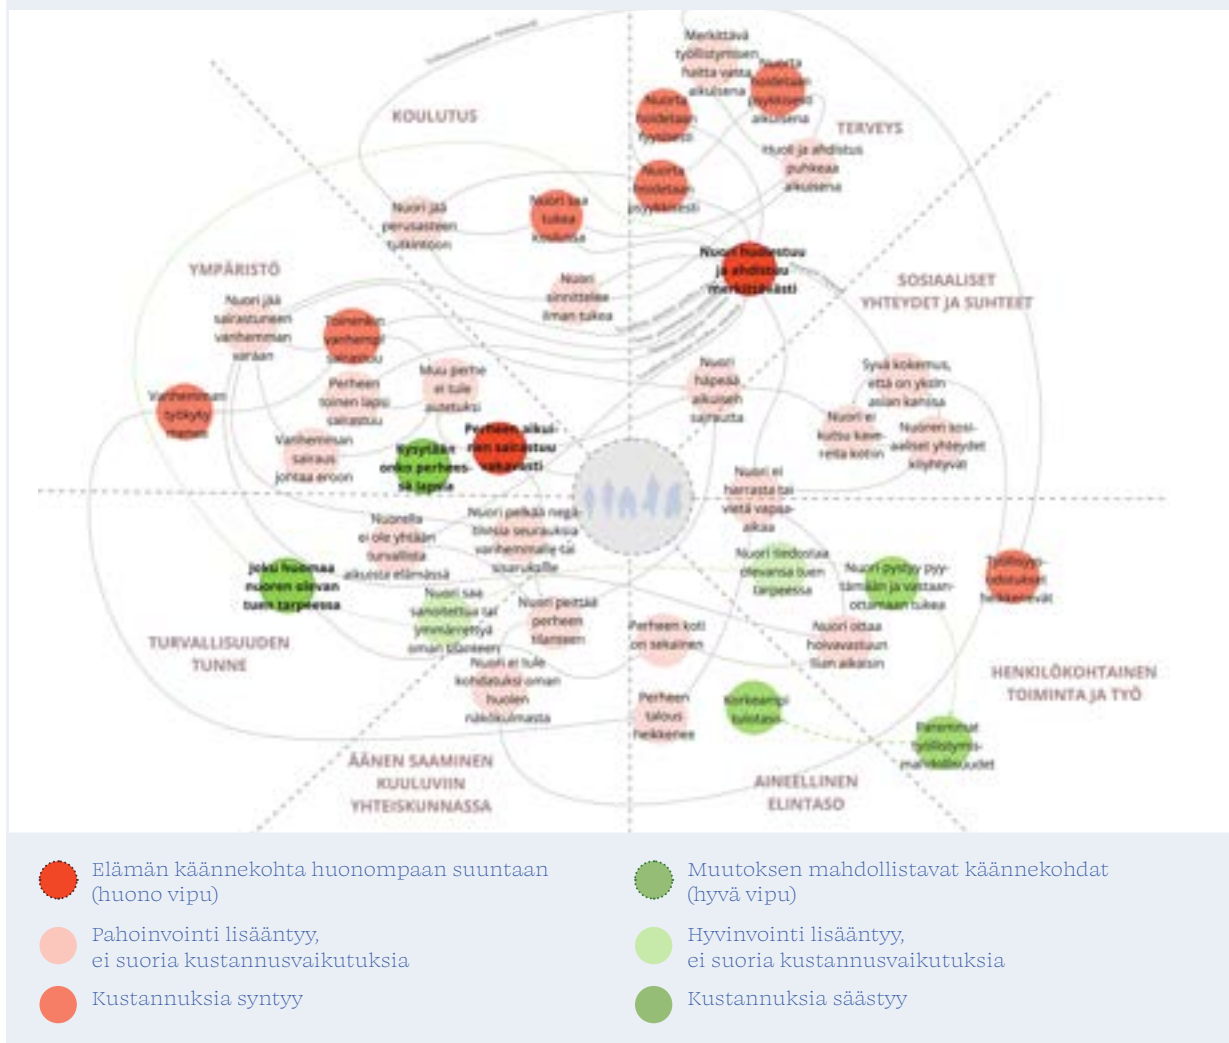 KOULUTUS
Merkittävä
työllistymisen
haitta vasta
aikuisena
Nuorta
hoidetaan
psyykkisesti
aikuisena
Nuorta
hoidetaan
fyysisesti
TERVEYS
Huoli ja ahdistus
puhkeaa
aikuisena
Nuorta
hoidetaan
psyykkisesti
Nuori jää
perusasteen
tutkintoon
Nuori saa
tukea
koulussa
Nuori huolestuu
ja ahdistuu
merkittävästi
YMPÄRISTÖ
Nuori
sinnittelee
ilman tukea
SOSIAALISET
YHTEYDET JA SUHTEET
Nuori jää
sairastuneen
vanhemman
varaan
Toinenkin
vanhempi
sairastuu
Muu perhe
ei tule
autetuksi
Nuori
häpeää
aikuisen
sairautta
Syvä kokemus,
että on yksin
asian kanssa
Vanhemman
työkyky
Perheen
toinen lapsi
sairastuu
Nuori ei
kutsu kave-
reita kotiin
Nuoren sosi-
aaliset yhteydet
köyhtyvät
Vanhemman
sairaus
johtaa eroon
Kysytään
onko perhees-
sä lapsia
Perheen aikui-
nen sairastuu
vakavasti
Nuori ei
harrasta tai
vietä vapaa-
aikaa
Nuorella
ei ole yhtään
turvallista
aikuista elämässä
Nuori pelkää nega-
tiivisia seurauksia
vanhemmalle tai
sisaruksille
Joku huomaa
nuoren olevan
tuen tarpeessa
Nuori tiedostaa
olevansa tuen
tarpeessa
Nuori pystyy pyy-
tämään ja vastaan-
ottamaan tukea
Työllisyys-
odotukset
heikkenevät
Nuori saa
sanoitettua tai
ymmärrettyä
oman tilanteen
Nuori peittää
perheen
tilanteen
Perheen koti
on sekainen
Nuori ottaa
hoivavastuun
liian aikaisin
TURVALLISUUDEN
TUNNE
Nuori ei tule
kohdatuksi oman
huolen
näkökulmasta
HENKILÖKOHTAINEN
TOIMINTA JA TYÖ
Perheen
talous
heikkenee
Korkeampi
tulotaso
Paremmat
työllistymis-
mahdollisuudet
ÄÄNEN SAAMINEN
KUULUVIIN
YHTEISKUNNASSA
AINEELLINEN
ELINTASO
Elämän käännekohta huonompaan suuntaan
(huono vipu)
Pahoinvointi lisääntyy,
ei suoria kustannusvaikutuksia
Kustannuksia syntyy
Muutoksen mahdollistavat käännekohdat
(hyvä vipu)
Hyvinvointi lisääntyy,
ei suoria kustannusvaikutuksia
Kustannuksia säästyy